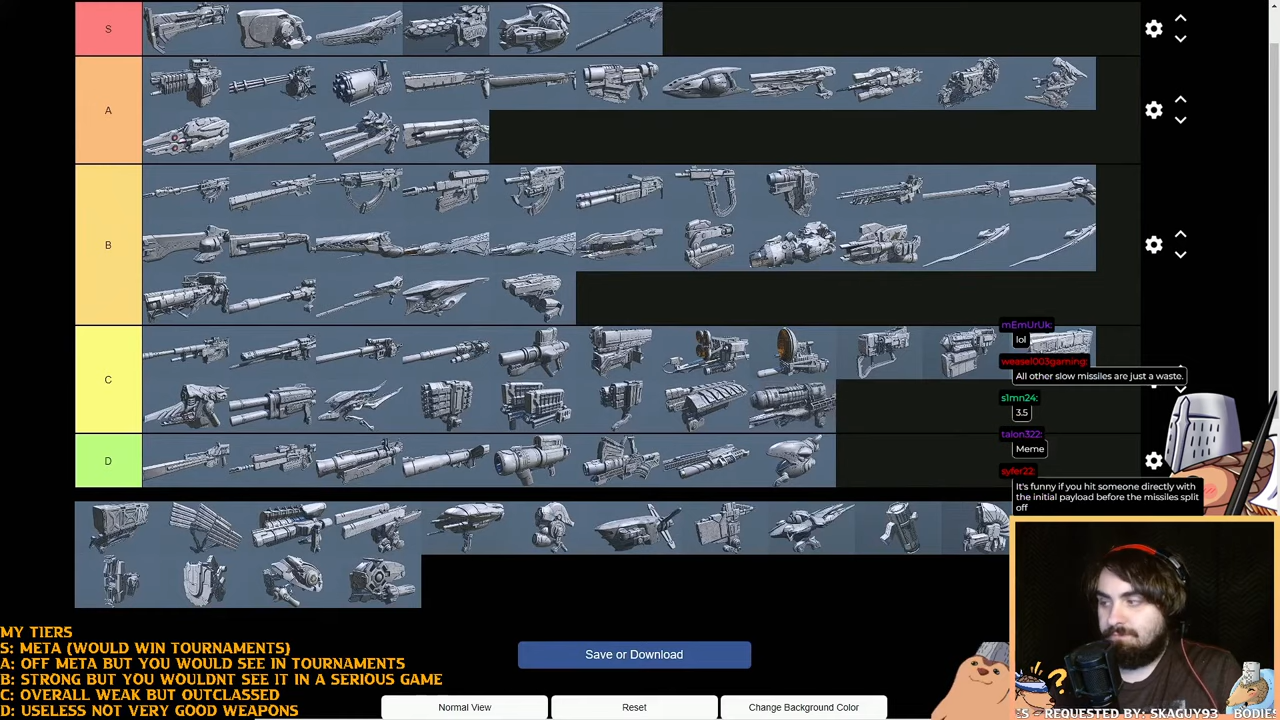 S
A
B
C
D
mEmUrUk:
lol
weasel003gaming:
All other slow missiles are just a waste.
s1mn24:
3.5
talon322:
Meme
syfer22:
It's funny if you hit someone directly with
the initial payload before the missiles split
off
MY TIERS
S: META (WOULD WIN TOURNAMENTS)
A: OFF META BUT YOU WOULD SEE IN TOURNAMENTS
B: STRONG BUT YOU WOULDNT SEE IT IN A SERIOUS GAME
C: OVERALL WEAK BUT OUTCLASSED
D: USELESS NOT VERY GOOD WEAPONS
Save or Download
Normal View
Reset
Change Background Color
?
S - REQUESTED BY: SKAGUY93 BODIES